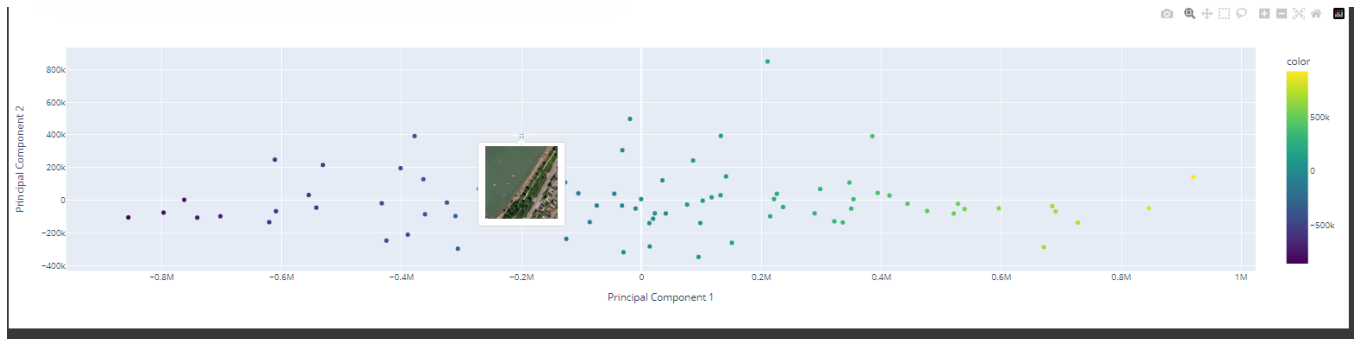 color
800k
600k
400k
200k
0
−200k
−400k
Principal Component 2
−0.8M
−0.6M
−0.4M
−0.2M
0
0.2M
0.4M
0.6M
0.8M
1M
Principal Component 1
500k
0
−500k